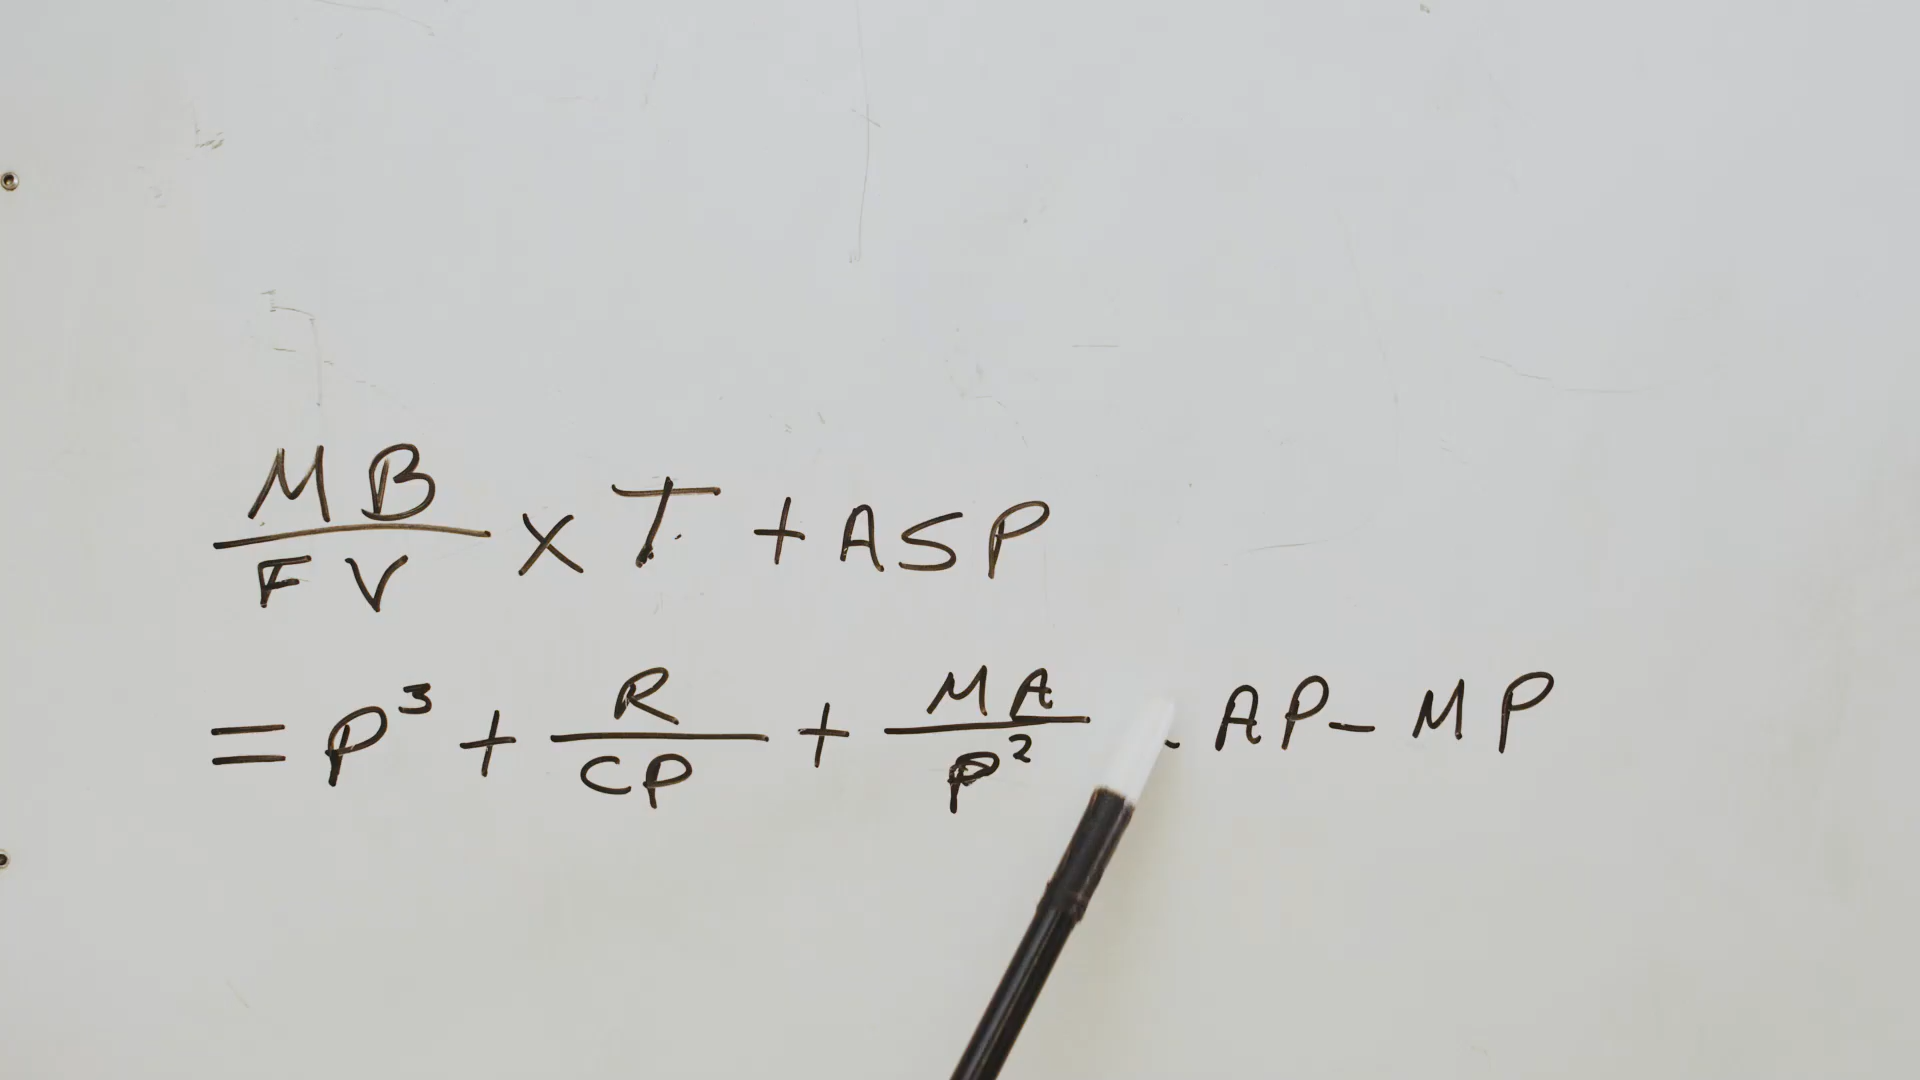 MB/FV x T + ASP
= P³ + R/CP + MA/P² - AP - MP